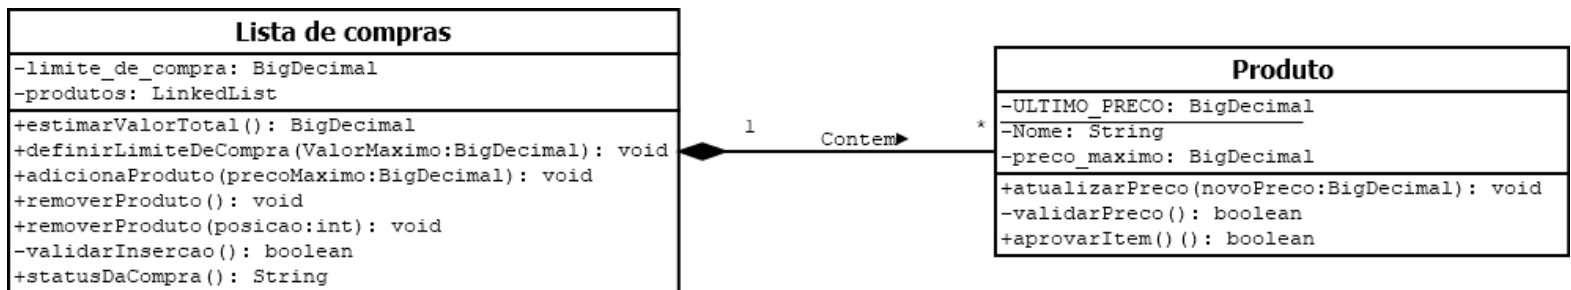 Lista de compras
-limite_de_compra: BigDecimal
-produtos: LinkedList
+estimarValorTotal(): BigDecimal
+definirLimiteDeCompra(ValorMaximo:BigDecimal): void
+adicionaProduto(precoMaximo:BigDecimal): void
+removerProduto(): void
+removerProduto(posicao:int): void
-validarInsercao(): boolean
+statusDaCompra(): String
1
Contem▶
*
Produto
-ULTIMO_PRECO: BigDecimal
-Nome: String
-preco_maximo: BigDecimal
+atualizarPreco(novoPreco:BigDecimal): void
-validarPreco(): boolean
+aprovarItem()(): boolean